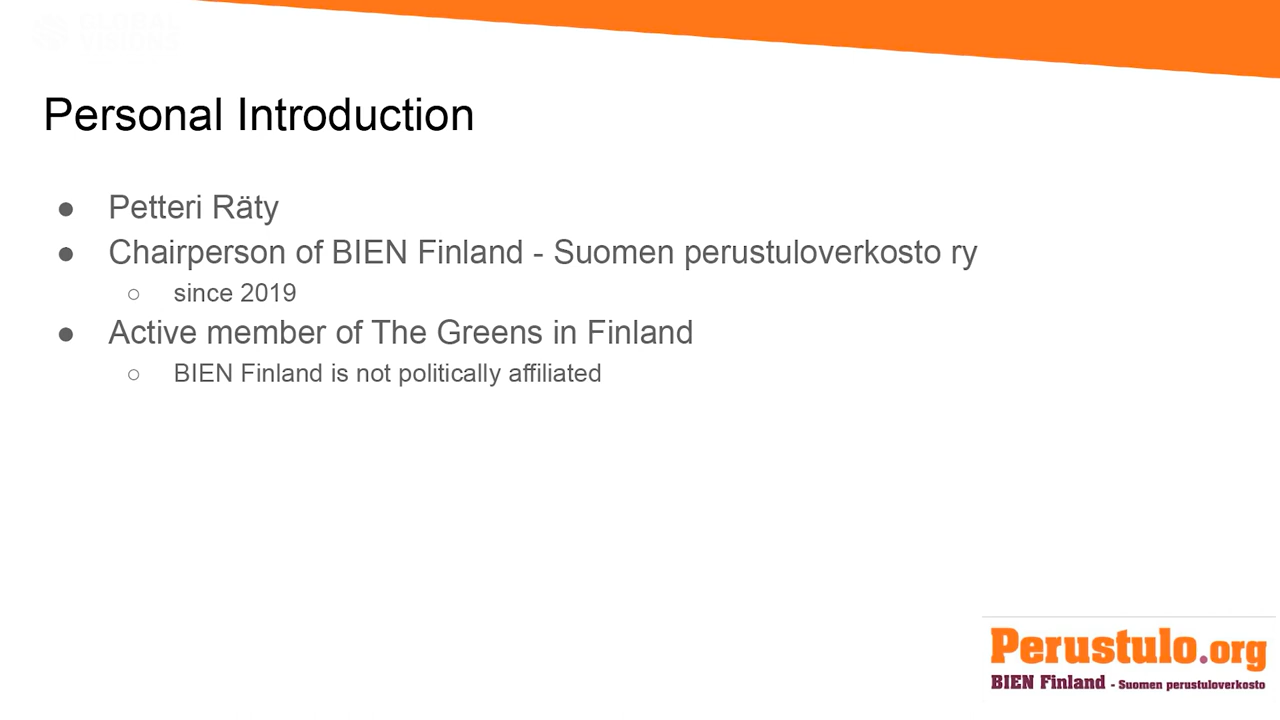 Personal Introduction
● Petteri Räty
● Chairperson of BIEN Finland - Suomen perustuloverkosto ry
○ since 2019
● Active member of The Greens in Finland
○ BIEN Finland is not politically affiliated
Perustulo.org
BIEN Finland - Suomen perustuloverkosto